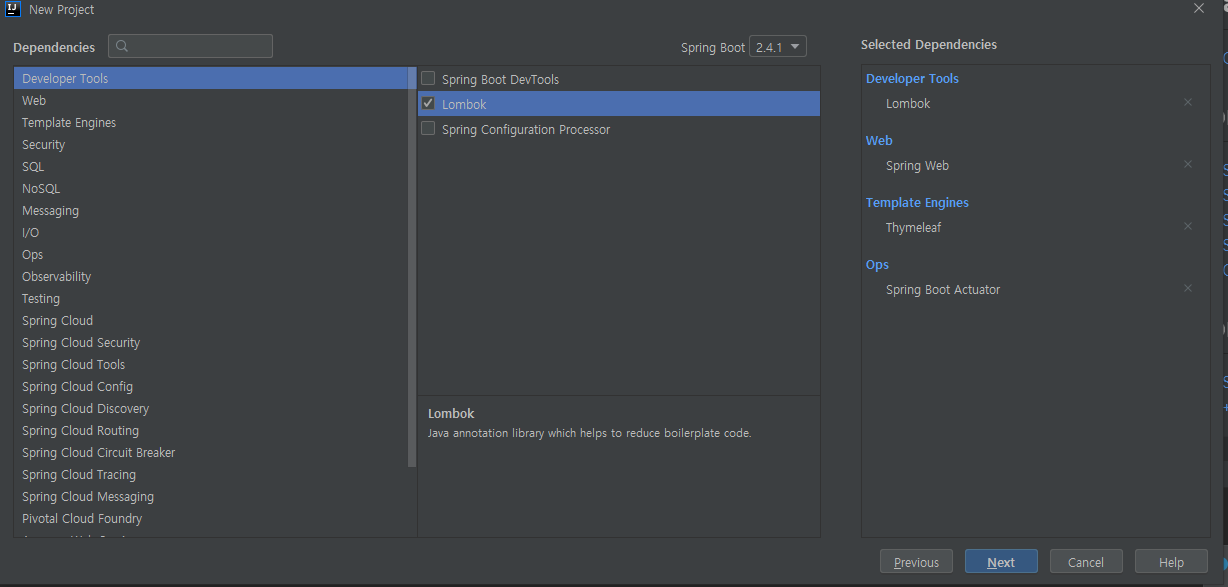 New Project
Dependencies
Spring Boot 2.4.1
Selected Dependencies
Developer Tools
Web
Template Engines
Security
SQL
NoSQL
Messaging
I/O
Ops
Observability
Testing
Spring Cloud
Spring Cloud Security
Spring Cloud Tools
Spring Cloud Config
Spring Cloud Discovery
Spring Cloud Routing
Spring Cloud Circuit Breaker
Spring Cloud Tracing
Spring Cloud Messaging
Pivotal Cloud Foundry
Spring Boot DevTools
Lombok
Spring Configuration Processor
Lombok
Java annotation library which helps to reduce boilerplate code.
Developer Tools
Lombok
Web
Spring Web
Template Engines
Thymeleaf
Ops
Spring Boot Actuator
Previous
Next
Cancel
Help